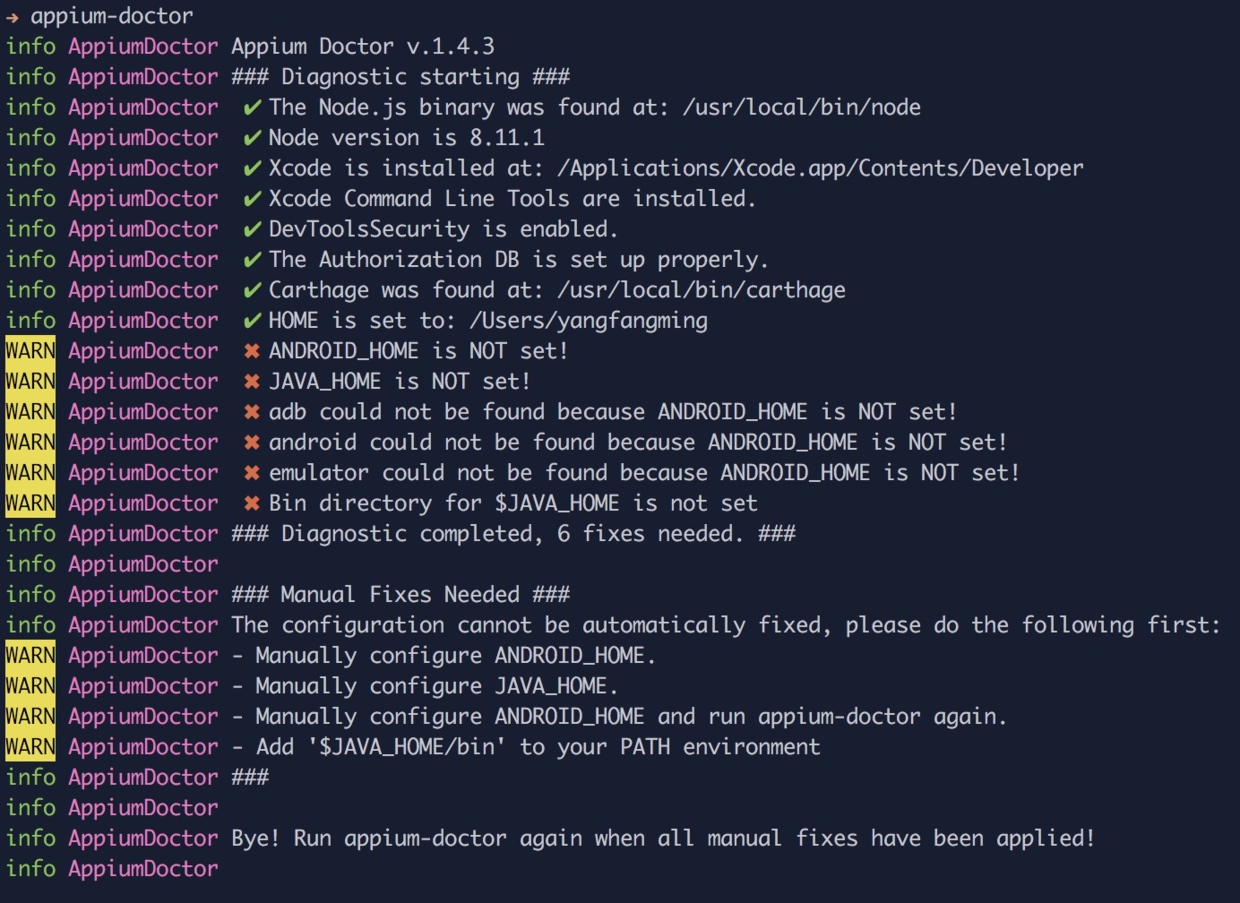 → appium-doctor
info AppiumDoctor Appium Doctor v.1.4.3
info AppiumDoctor ### Diagnostic starting ###
info AppiumDoctor ✔ The Node.js binary was found at: /usr/local/bin/node
info AppiumDoctor ✔ Node version is 8.11.1
info AppiumDoctor ✔ Xcode is installed at: /Applications/Xcode.app/Contents/Developer
info AppiumDoctor ✔ Xcode Command Line Tools are installed.
info AppiumDoctor ✔ DevToolsSecurity is enabled.
info AppiumDoctor ✔ The Authorization DB is set up properly.
info AppiumDoctor ✔ Carthage was found at: /usr/local/bin/carthage
info AppiumDoctor ✔ HOME is set to: /Users/yangfangming
WARN AppiumDoctor ✖ ANDROID_HOME is NOT set!
WARN AppiumDoctor ✖ JAVA_HOME is NOT set!
WARN AppiumDoctor ✖ adb could not be found because ANDROID_HOME is NOT set!
WARN AppiumDoctor ✖ android could not be found because ANDROID_HOME is NOT set!
WARN AppiumDoctor ✖ emulator could not be found because ANDROID_HOME is NOT set!
WARN AppiumDoctor ✖ Bin directory for $JAVA_HOME is not set
info AppiumDoctor ### Diagnostic completed, 6 fixes needed. ###
info AppiumDoctor
info AppiumDoctor ### Manual Fixes Needed ###
info AppiumDoctor The configuration cannot be automatically fixed, please do the following first:
WARN AppiumDoctor - Manually configure ANDROID_HOME.
WARN AppiumDoctor - Manually configure JAVA_HOME.
WARN AppiumDoctor - Manually configure ANDROID_HOME and run appium-doctor again.
WARN AppiumDoctor - Add '$JAVA_HOME/bin' to your PATH environment
info AppiumDoctor ###
info AppiumDoctor
info AppiumDoctor Bye! Run appium-doctor again when all manual fixes have been applied!
info AppiumDoctor